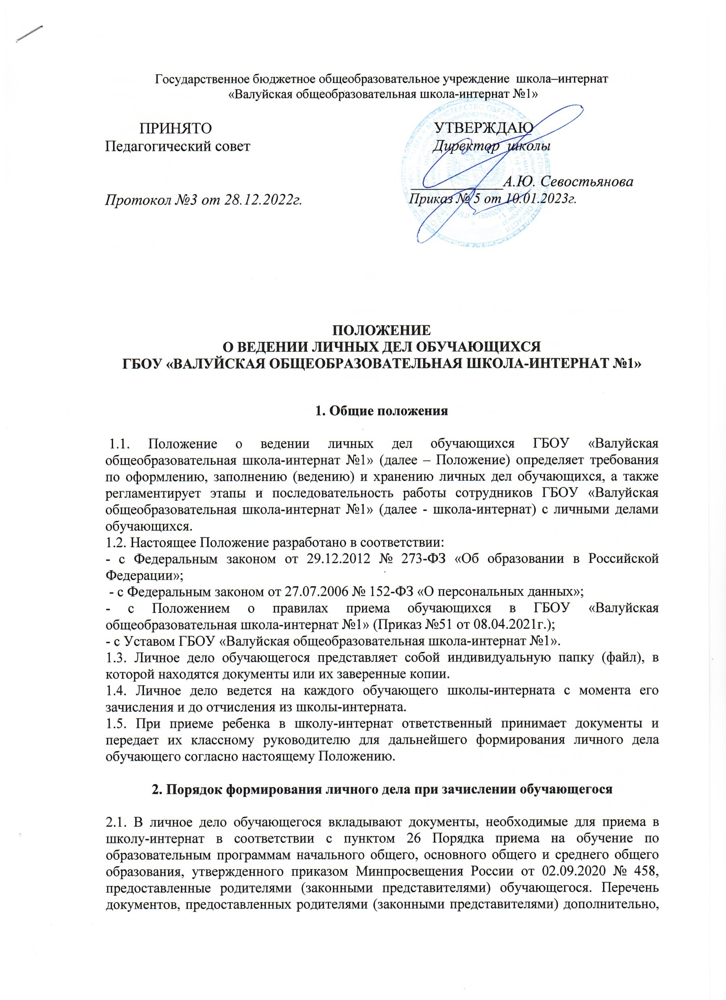 Государственное бюджетное общеобразовательное учреждение школа–интернат
«Валуйская общеобразовательная школа-интернат №1»
ПРИНЯТО
Педагогический совет
Протокол №3 от 28.12.2022г.
УТВЕРЖДАЮ
Директор школы
А.Ю. Севостьянова
Приказ № 5 от 10.01.2023г.
ПОЛОЖЕНИЕ
О ВЕДЕНИИ ЛИЧНЫХ ДЕЛ ОБУЧАЮЩИХСЯ
ГБОУ «ВАЛУЙСКАЯ ОБЩЕОБРАЗОВАТЕЛЬНАЯ ШКОЛА-ИНТЕРНАТ №1»
1. Общие положения
1.1. Положение о ведении личных дел обучающихся ГБОУ «Валуйская
общеобразовательная школа-интернат №1» (далее – Положение) определяет требования
по оформлению, заполнению (ведению) и хранению личных дел обучающихся, а также
регламентирует этапы и последовательность работы сотрудников ГБОУ «Валуйская
общеобразовательная школа-интернат №1» (далее - школа-интернат) с личными делами
обучающихся.
1.2. Настоящее Положение разработано в соответствии:
- с Федеральным законом от 29.12.2012 № 273-ФЗ «Об образовании в Российской
Федерации»;
- с Федеральным законом от 27.07.2006 № 152-ФЗ «О персональных данных»;
- с Положением о правилах приема обучающихся в ГБОУ «Валуйская
общеобразовательная школа-интернат №1» (Приказ №51 от 08.04.2021г.);
- с Уставом ГБОУ «Валуйская общеобразовательная школа-интернат №1».
1.3. Личное дело обучающегося представляет собой индивидуальную папку (файл), в
которой находятся документы или их заверенные копии.
1.4. Личное дело ведется на каждого обучающего школы-интерната с момента его
зачисления и до отчисления из школы-интерната.
1.5. При приеме ребенка в школу-интернат ответственный принимает документы и
передает их классному руководителю для дальнейшего формирования личного дела
обучающего согласно настоящему Положению.
2. Порядок формирования личного дела при зачислении обучающегося
2.1. В личное дело обучающегося вкладывают документы, необходимые для приема в
школу-интернат в соответствии с пунктом 26 Порядка приема на обучение по
образовательным программам начального общего, основного общего и среднего общего
образования, утвержденного приказом Минпросвещения России от 02.09.2020 № 458,
предоставленные родителями (законными представителями) обучающегося. Перечень
документов, предоставленных родителями (законными представителями) дополнительно,